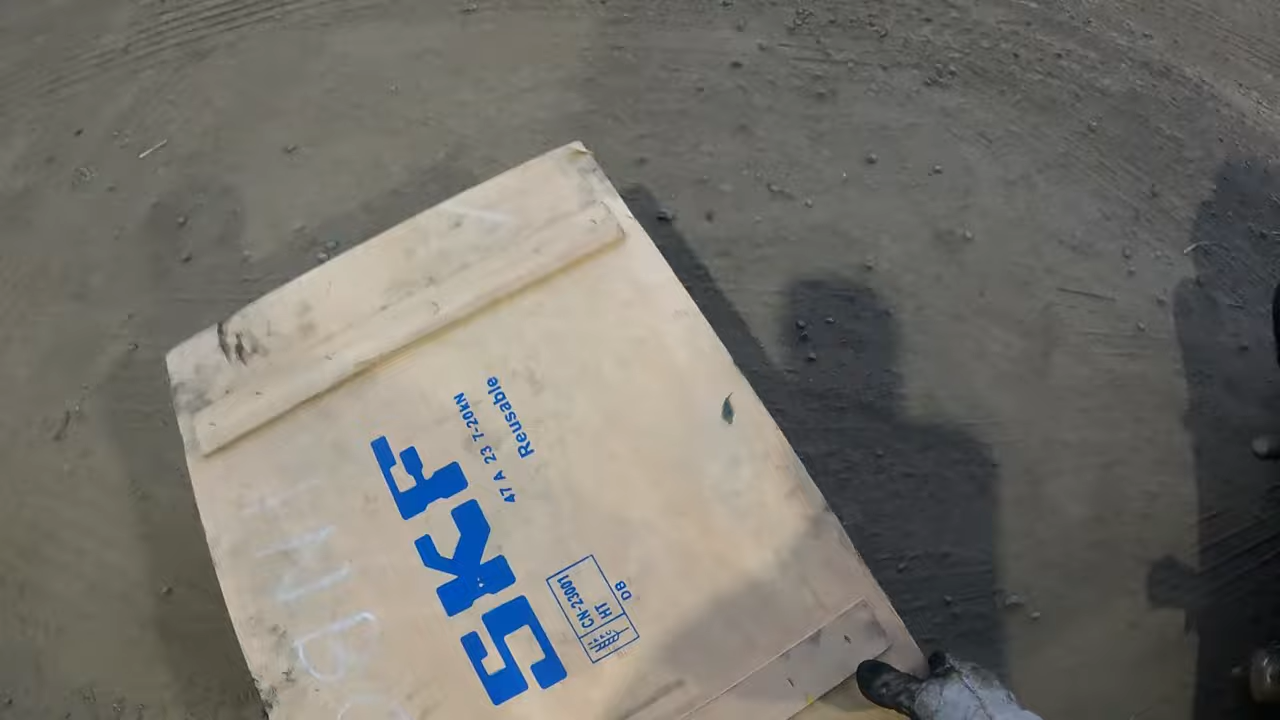 SKF
47 A 23 7-20KN
Reusable
CN-23001
HT
DB